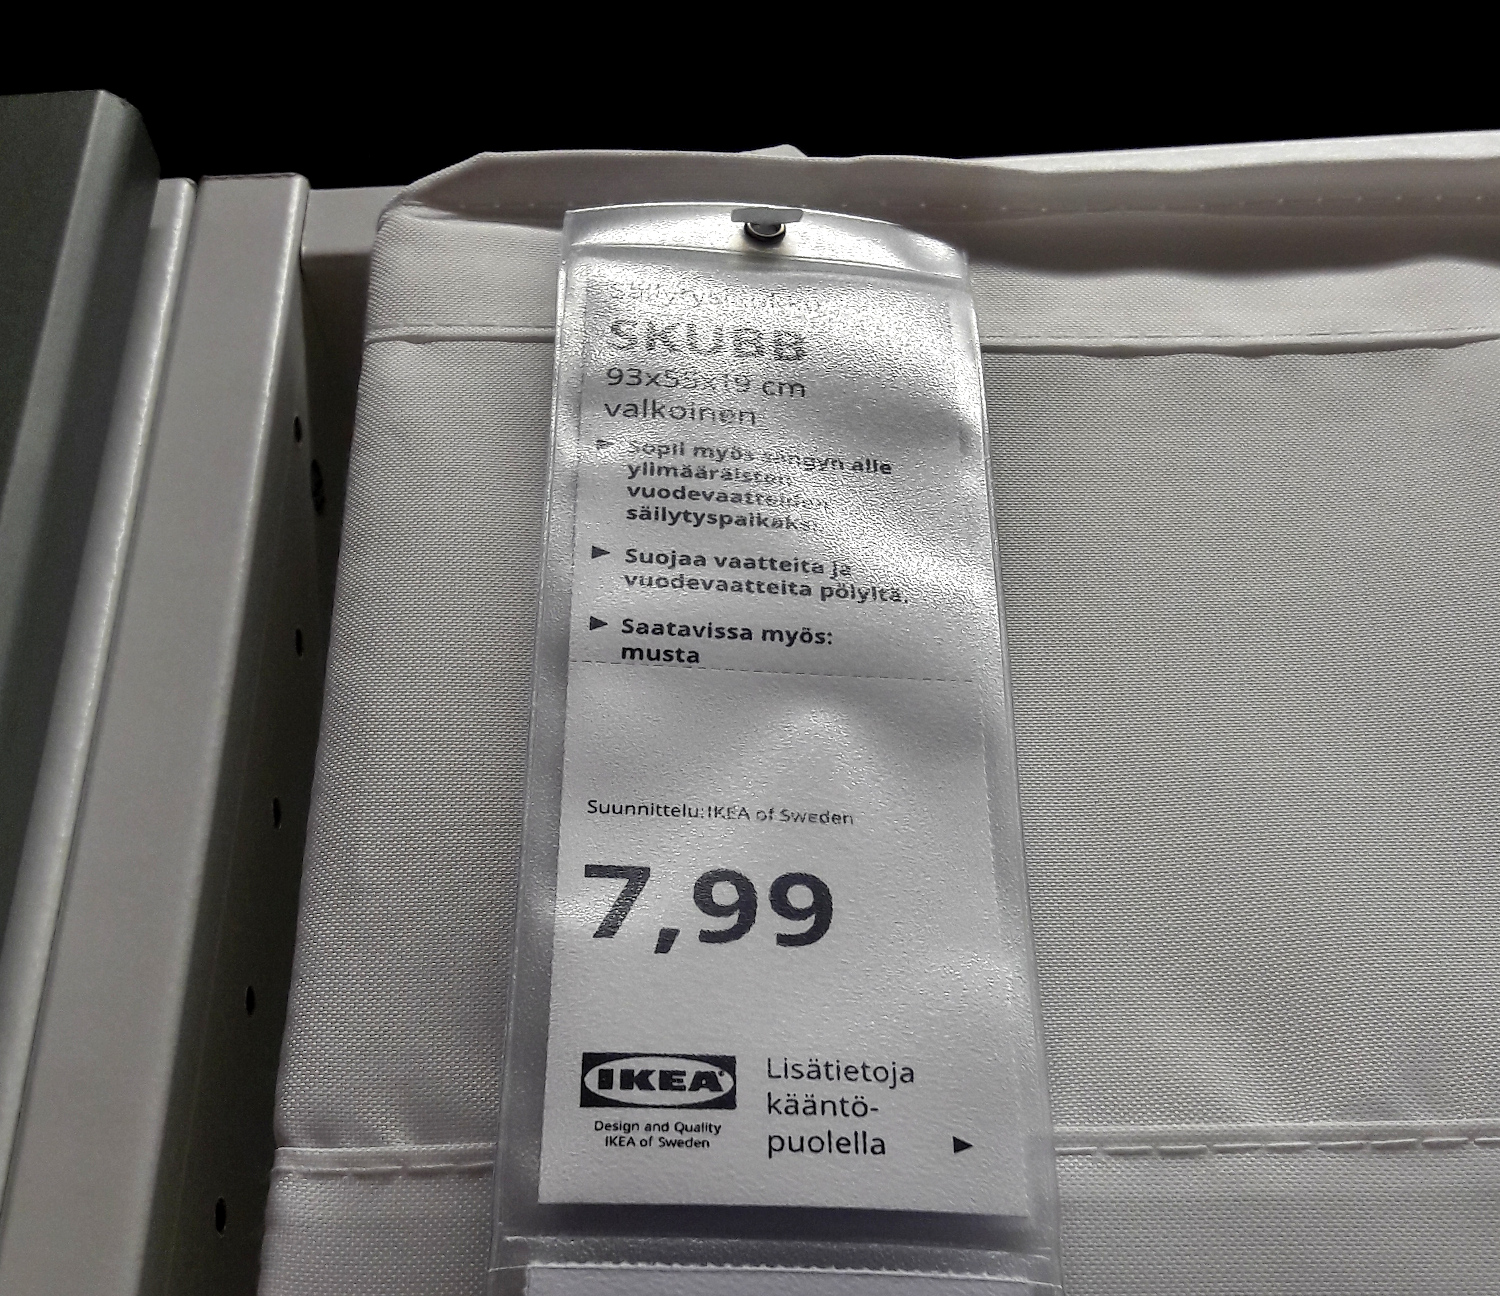 SKUBB
93x55x19 cm
valkoinen
► Sopii myös sängyn alle
ylimääräisten
vuodevaatteiden
säilytyspaikaksi.
► Suojaa vaatteita ja
vuodevaatteita pölyltä.
► Saatavissa myös:
musta
Suunnittelu: IKEA of Sweden
7,99
IKEA®
Design and Quality
IKEA of Sweden
Lisätietoja
kääntö-
puolella ►